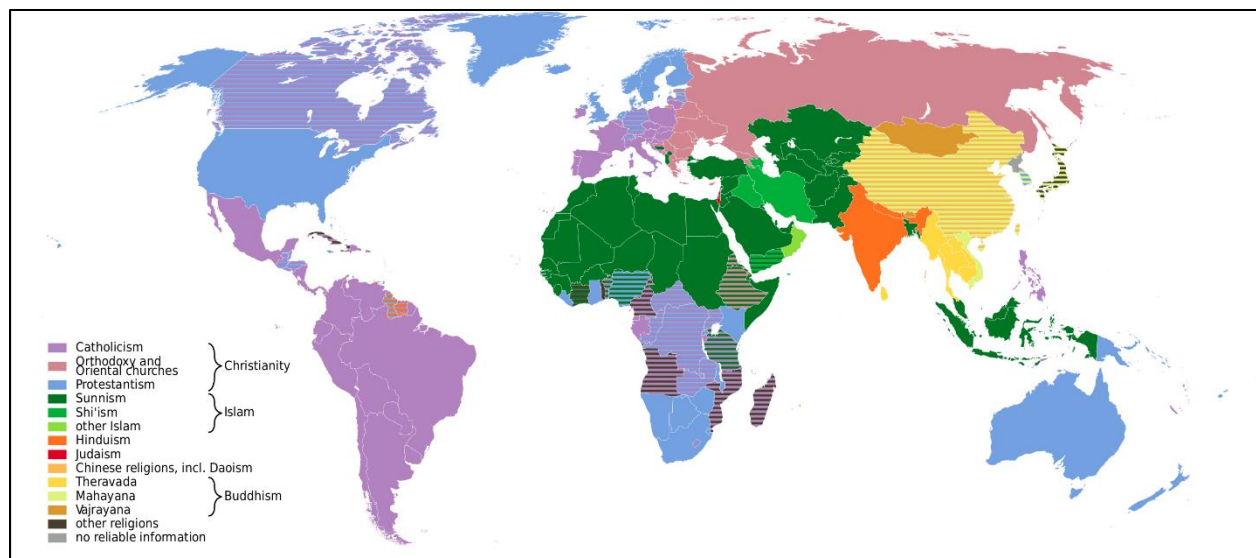 Catholicism
Orthodoxy and
Oriental churches
Christianity
Protestantism
Sunnism
Shi'ism
Islam
other Islam
Hinduism
Judaism
Chinese religions, incl. Daoism
Theravada
Mahayana
Buddhism
Vajrayana
other religions
no reliable information